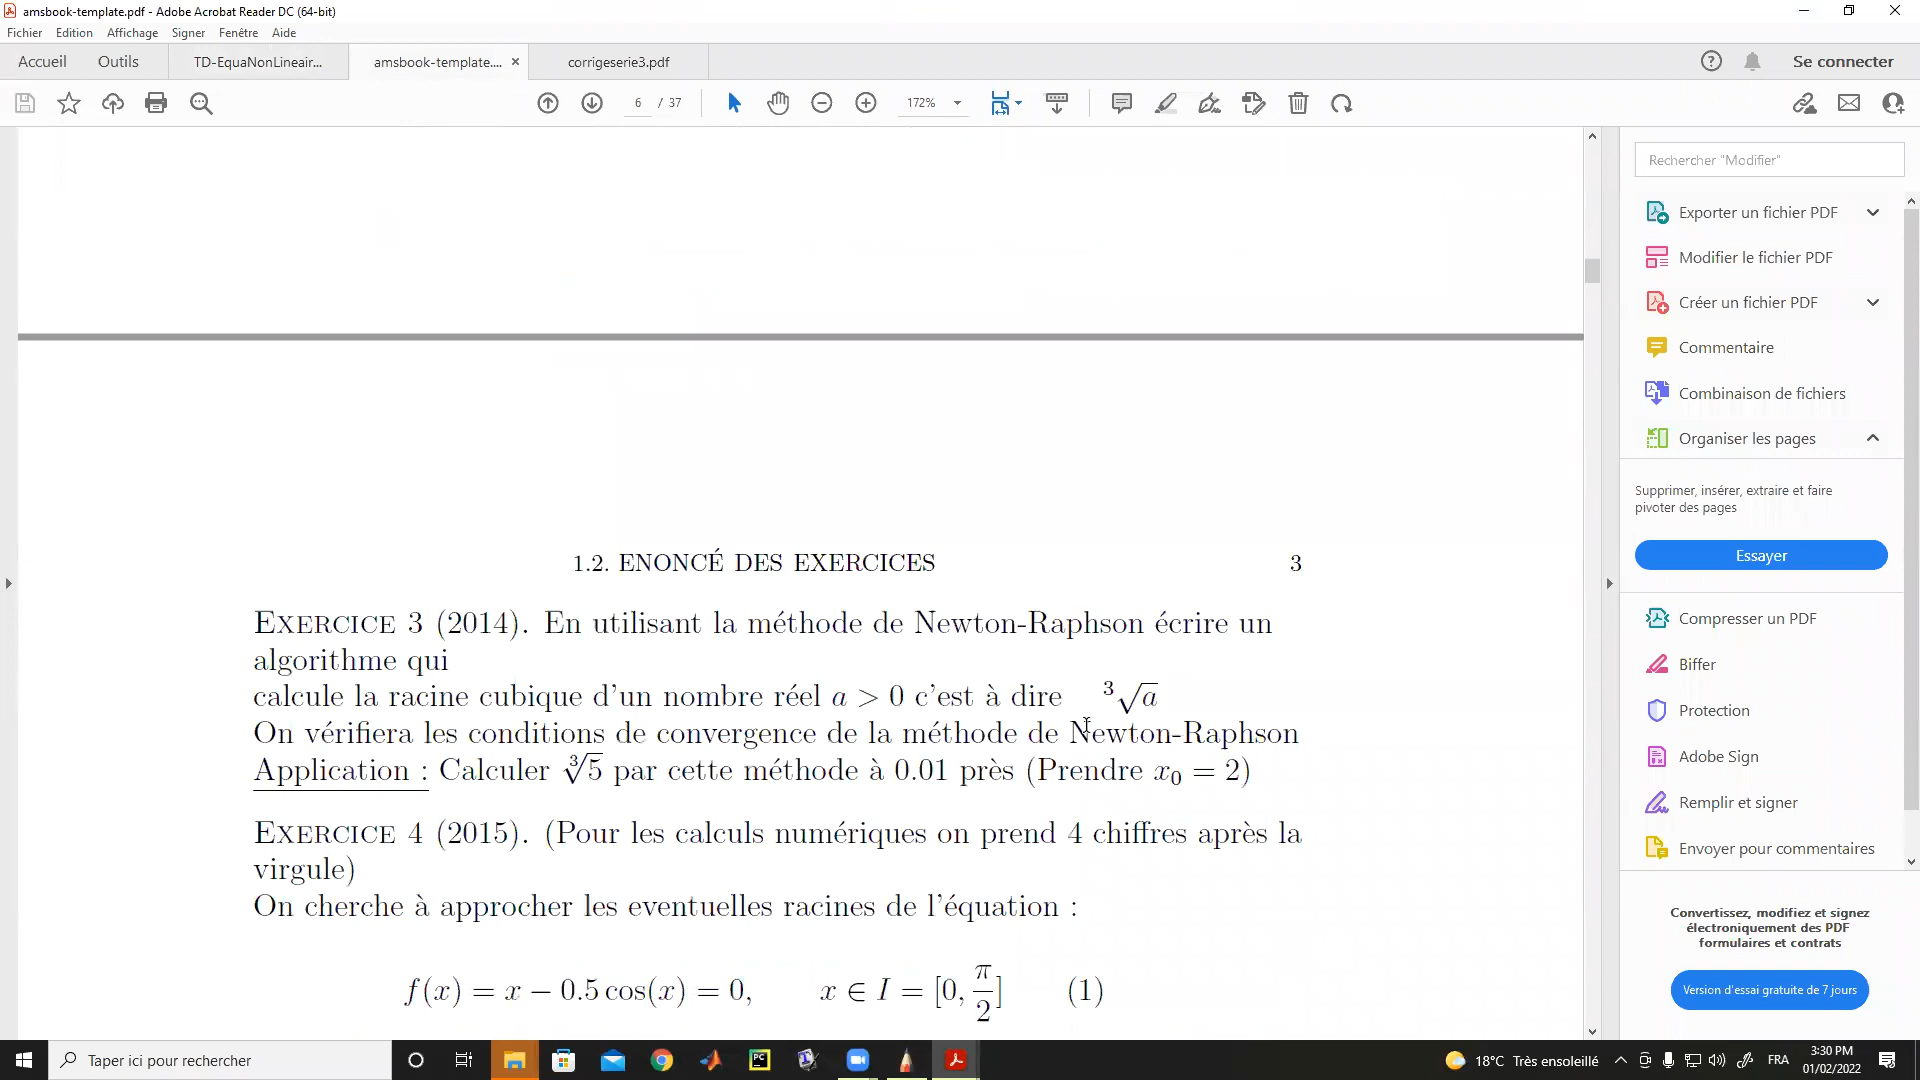 amsbook-template.pdf - Adobe Acrobat Reader DC (64-bit)
Fichier Edition Affichage Signer Fenêtre Aide
Accueil Outils TD-EquaNonLineair... amsbook-template.... corrigeserie3.pdf Se connecter
6 / 37 172%
Rechercher "Modifier"
Exporter un fichier PDF
Modifier le fichier PDF
Créer un fichier PDF
Commentaire
Combinaison de fichiers
Organiser les pages
Supprimer, insérer, extraire et faire
pivoter des pages
Essayer
Compresser un PDF
Biffer
Protection
Adobe Sign
Remplir et signer
Envoyer pour commentaires
Convertissez, modifiez et signez
électroniquement des PDF
formulaires et contrats
Version d'essai gratuite de 7 jours
1.2. ENONCÉ DES EXERCICES 3
EXERCICE 3 (2014). En utilisant la méthode de Newton-Raphson écrire un
algorithme qui
calcule la racine cubique d'un nombre réel a > 0 c'est à dire ³√a
On vérifiera les conditions de convergence de la méthode de Newton-Raphson
Application : Calculer ∛5 par cette méthode à 0.01 près (Prendre x₀ = 2)
EXERCICE 4 (2015). (Pour les calculs numériques on prend 4 chiffres après la
virgule)
On cherche à approcher les eventuelles racines de l'équation :
f(x) = x − 0.5 cos(x) = 0, x ∈ I = [0, π/2] (1)
Taper ici pour rechercher
18°C Très ensoleillé FRA 3:30 PM
01/02/2022